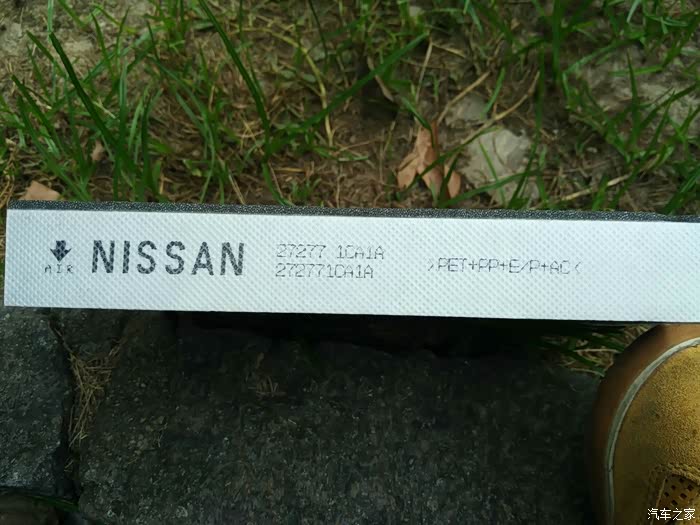 AIR
NISSAN
27277 1CA1A
272771CA1A
>PET+PP+E/P+AC<
汽车之家